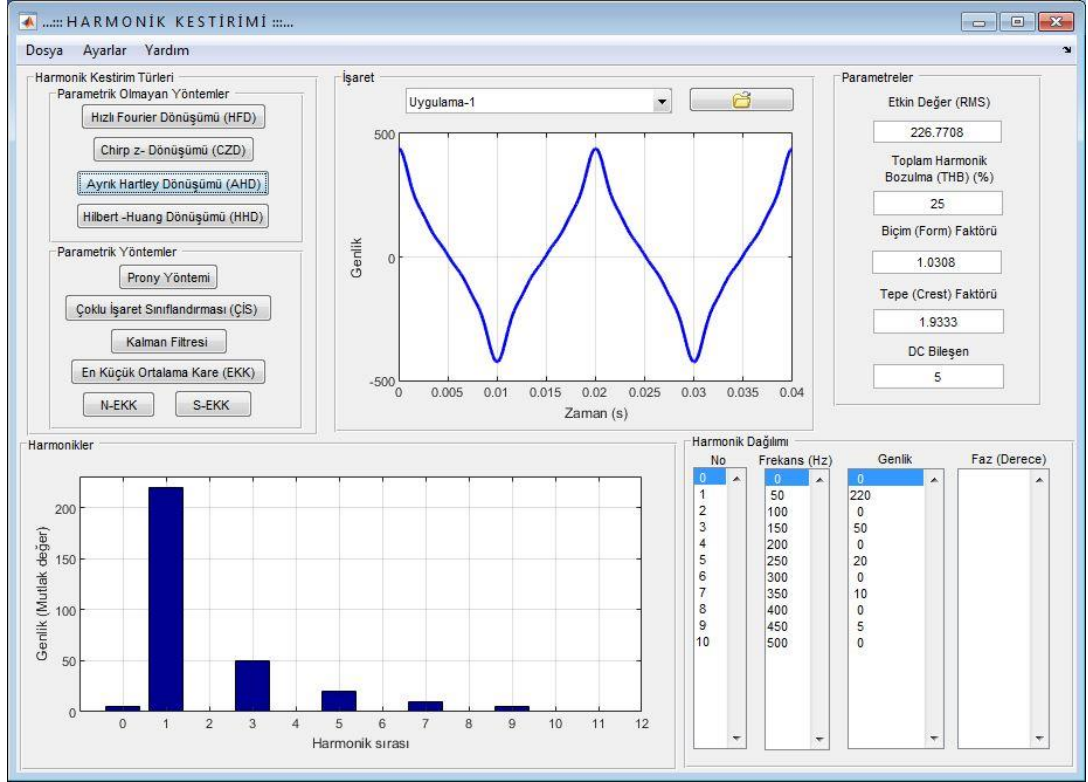 ...::: HARMONİK KESTİRİMİ :::...
Dosya Ayarlar Yardım
Harmonik Kestirim Türleri
Parametrik Olmayan Yöntemler
Hızlı Fourier Dönüşümü (HFD)
Chirp z- Dönüşümü (CZD)
Ayrık Hartley Dönüşümü (AHD)
Hilbert -Huang Dönüşümü (HHD)
Parametrik Yöntemler
Prony Yöntemi
Çoklu İşaret Sınıflandırması (ÇİS)
Kalman Filtresi
En Küçük Ortalama Kare (EKK)
N-EKK S-EKK
İşaret
Uygulama-1
500
0
-500
Genlik
0 0.005 0.01 0.015 0.02 0.025 0.03 0.035 0.04
Zaman (s)
Parametreler
Etkin Değer (RMS)
226.7708
Toplam Harmonik
Bozulma (THB) (%)
25
Biçim (Form) Faktörü
1.0308
Tepe (Crest) Faktörü
1.9333
DC Bileşen
5
Harmonikler
200
150
100
50
0
Genlik (Mutlak değer)
0 1 2 3 4 5 6 7 8 9 10 11 12
Harmonik sırası
Harmonik Dağılımı
No Frekans (Hz) Genlik Faz (Derece)
0 0 0
1 50 220
2 100 0
3 150 50
4 200 0
5 250 20
6 300 0
7 350 10
8 400 0
9 450 5
10 500 0